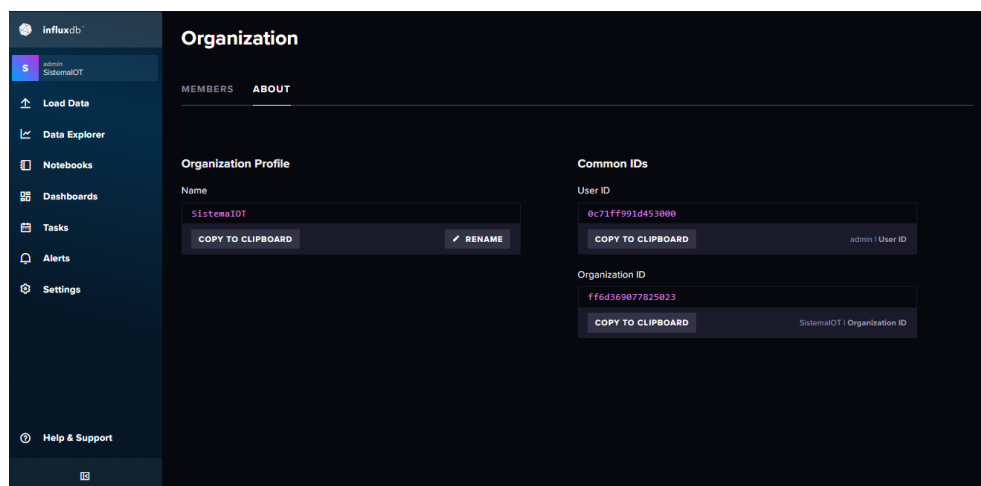 influxdb™
S
admin
SistemaIOT
Load Data
Data Explorer
Notebooks
Dashboards
Tasks
Alerts
Settings
Help & Support
Organization
MEMBERS ABOUT
Organization Profile
Name
SistemaIOT
COPY TO CLIPBOARD RENAME
Common IDs
User ID
0c71ff991d453000
COPY TO CLIPBOARD admin | User ID
Organization ID
ff6d369077825023
COPY TO CLIPBOARD SistemaIOT | Organization ID